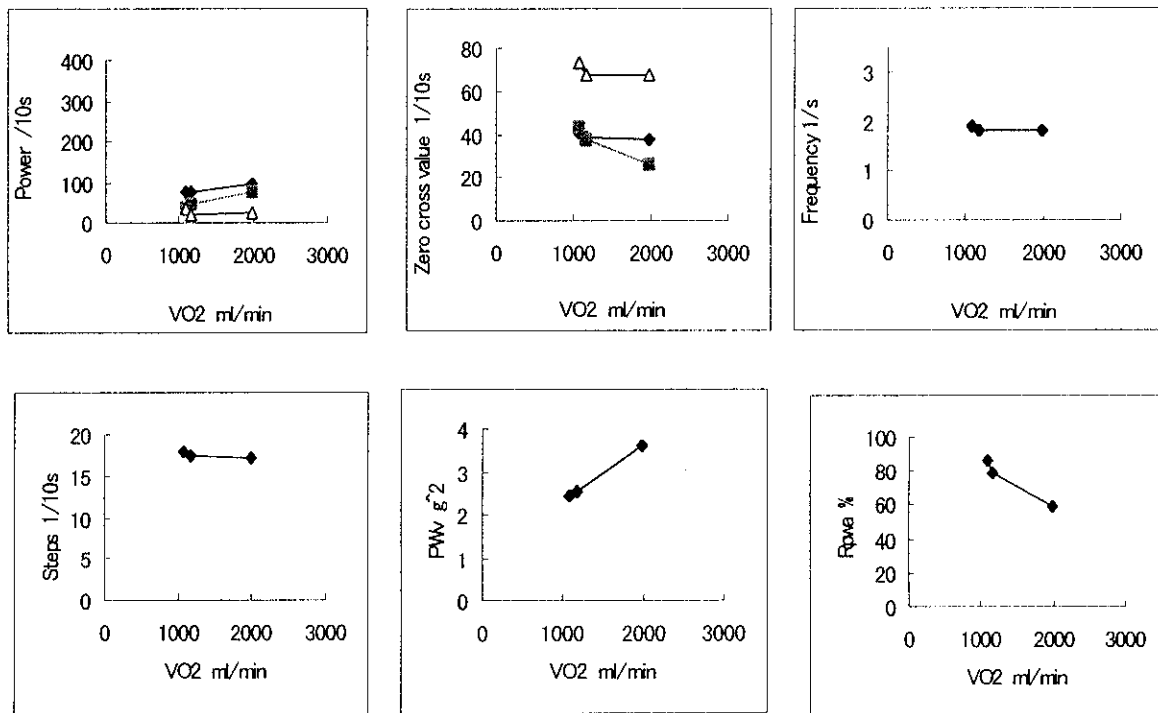 Power /10s
400
300
200
100
0
0 1000 2000 3000
VO2 ml/min
Zero cross value 1/10s
80
60
40
20
0
0 1000 2000 3000
VO2 ml/min
Frequency 1/s
3
2
1
0
0 1000 2000 3000
VO2 ml/min
Steps 1/10s
20
15
10
5
0
0 1000 2000 3000
VO2 ml/min
PWv g^2
4
3
2
1
0
0 1000 2000 3000
VO2 ml/min
Rpwa %
100
80
60
40
20
0
0 1000 2000 3000
VO2 ml/min